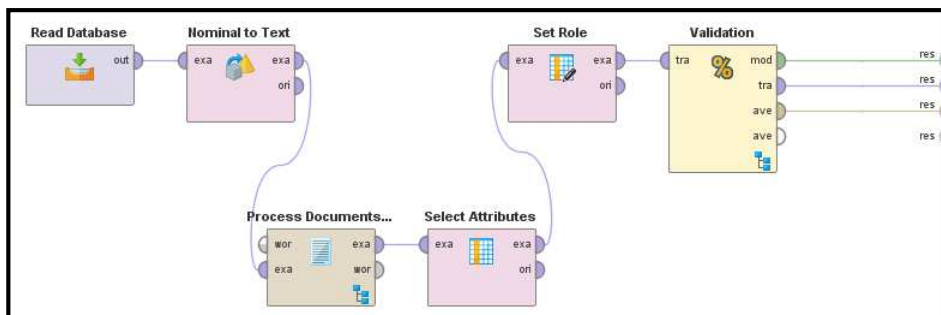 Read Database
out
Nominal to Text
exa exa
ori
Process Documents...
wor exa
exa wor
Select Attributes
exa exa
ori
Set Role
exa exa
ori
Validation
tra % mod
tra
ave
ave
res
res
res
res